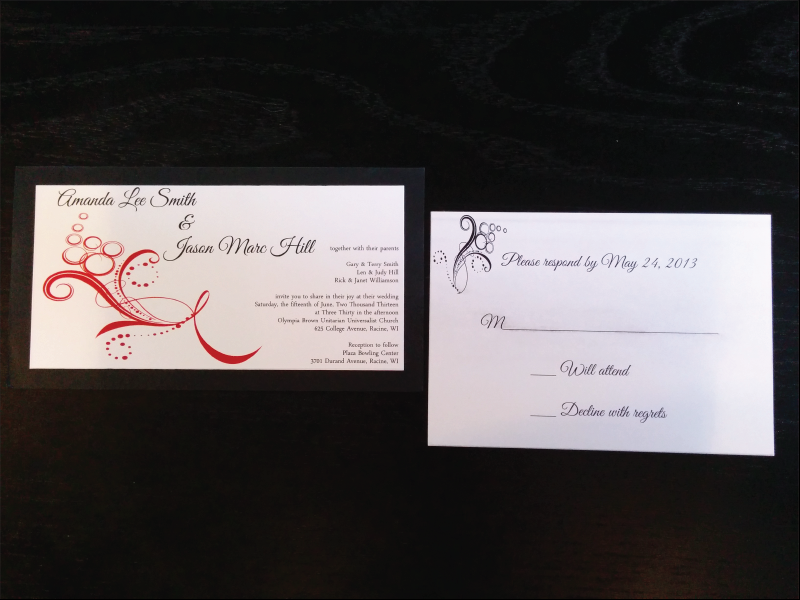 Amanda Lee Smith
&
Jason Marc Hill
together with their parents
Gary & Terry Smith
Len & Judy Hill
Rick & Janet Williamson
invite you to share in their joy at their wedding
Saturday, the fifteenth of June, Two Thousand Thirteen
at Three Thirty in the afternoon
Olympia Brown Unitarian Universalist Church
625 College Avenue, Racine, WI
Reception to follow
Plaza Bowling Center
3701 Durand Avenue, Racine, WI
Please respond by May 24, 2013
M
Will attend
Decline with regrets